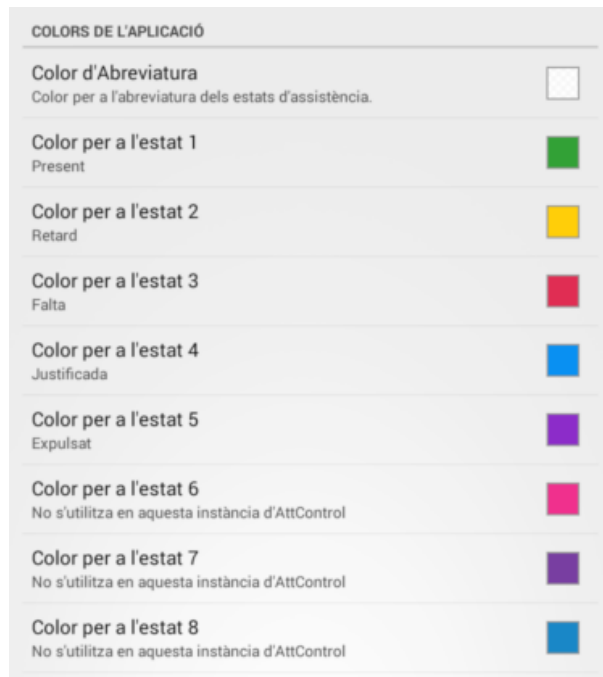 COLORS DE L'APLICACIÓ
Color d'Abreviatura
Color per a l'abreviatura dels estats d'assistència.
Color per a l'estat 1
Present
Color per a l'estat 2
Retard
Color per a l'estat 3
Falta
Color per a l'estat 4
Justificada
Color per a l'estat 5
Expulsat
Color per a l'estat 6
No s'utilitza en aquesta instància d'AttControl
Color per a l'estat 7
No s'utilitza en aquesta instància d'AttControl
Color per a l'estat 8
No s'utilitza en aquesta instància d'AttControl